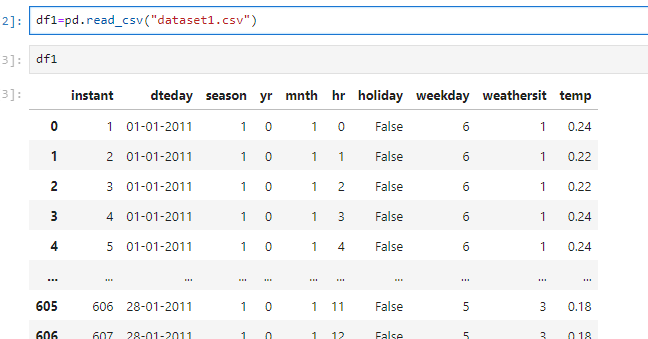 2]: df1=pd.read_csv("dataset1.csv")
3]: df1
3]: instant dteday season yr mnth hr holiday weekday weathersit temp
0 1 01-01-2011 1 0 1 0 False 6 1 0.24
1 2 01-01-2011 1 0 1 1 False 6 1 0.22
2 3 01-01-2011 1 0 1 2 False 6 1 0.22
3 4 01-01-2011 1 0 1 3 False 6 1 0.24
4 5 01-01-2011 1 0 1 4 False 6 1 0.24
... ... ... ... ... ... ... ... ... ... ...
605 606 28-01-2011 1 0 1 11 False 5 3 0.18
606 607 28-01-2011 1 0 1 12 False 5 3 0.18